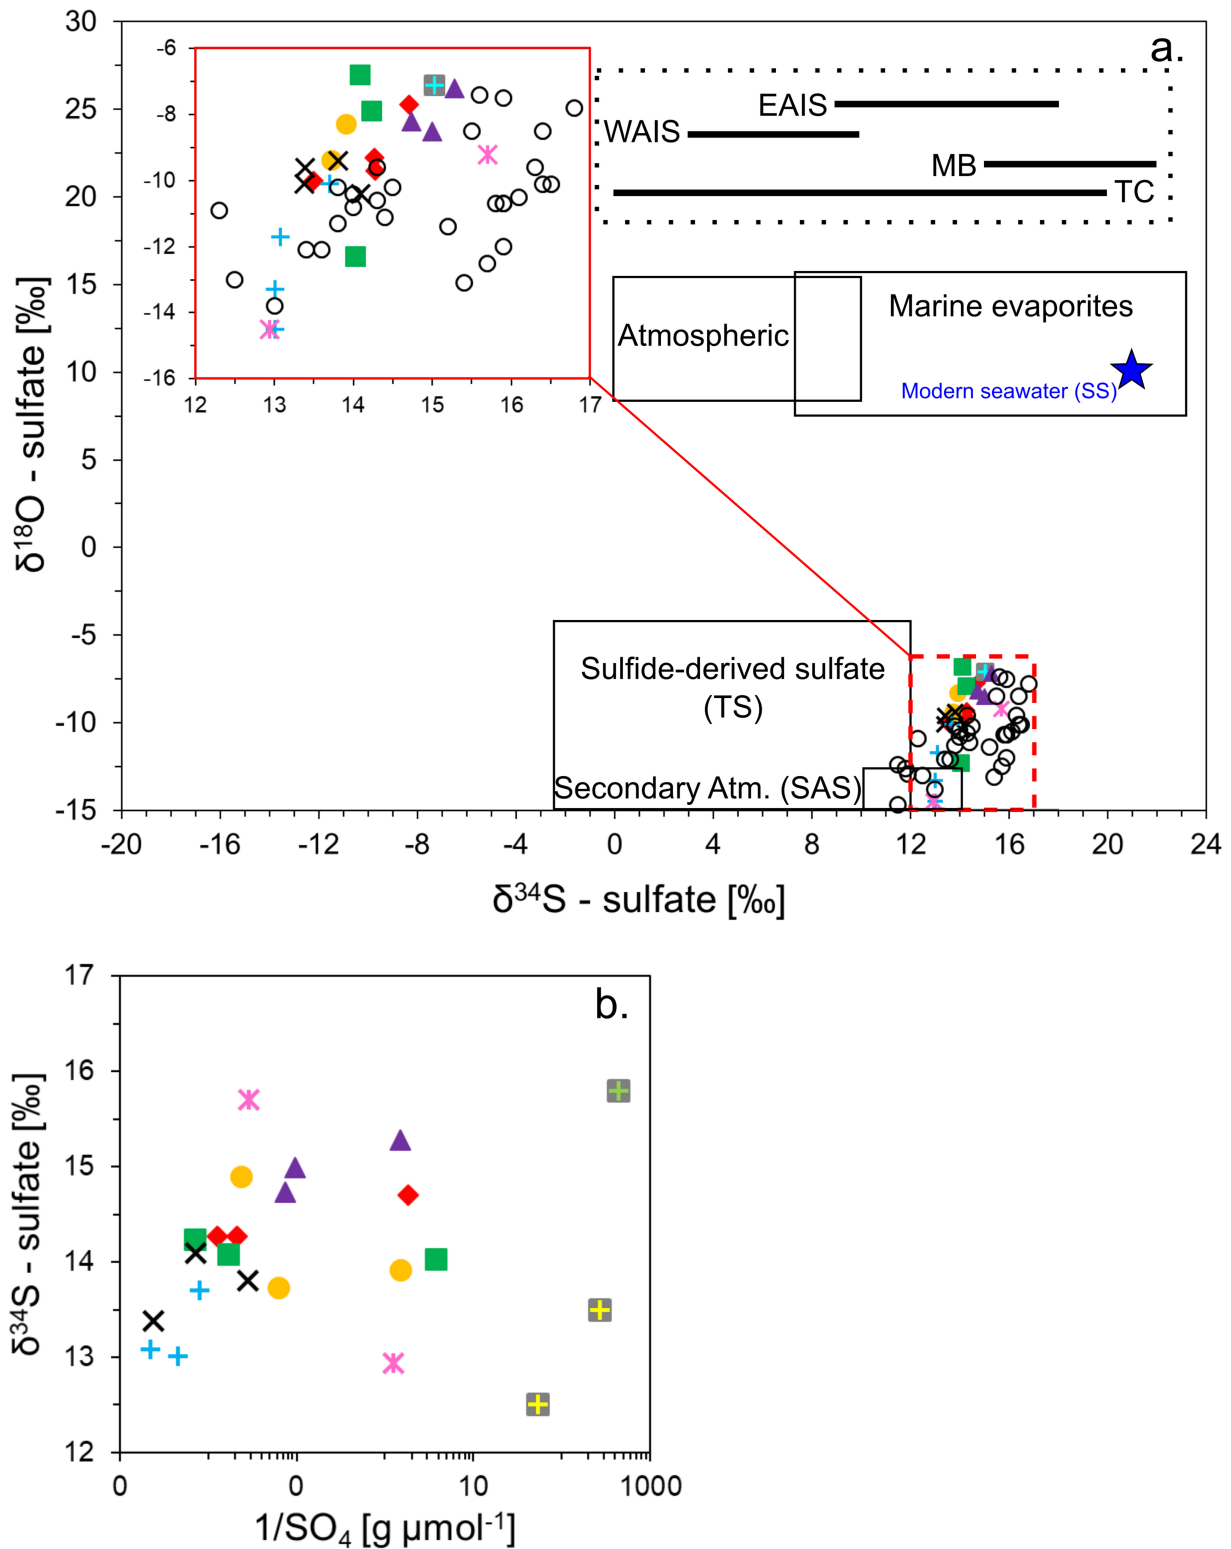 a.
30
25
20
15
10
5
0
-5
-10
-15
δ¹⁸O - sulfate [‰]
-6
-8
-10
-12
-14
-16
12 13 14 15 16 17
EAIS
WAIS
MB
TC
Atmospheric
Marine evaporites
Modern seawater (SS)
Sulfide-derived sulfate
(TS)
Secondary Atm. (SAS)
-20 -16 -12 -8 -4 0 4 8 12 16 20 24
δ³⁴S - sulfate [‰]
b.
17
16
15
14
13
12
δ³⁴S - sulfate [‰]
0 0 10 1000
1/SO₄ [g µmol⁻¹]